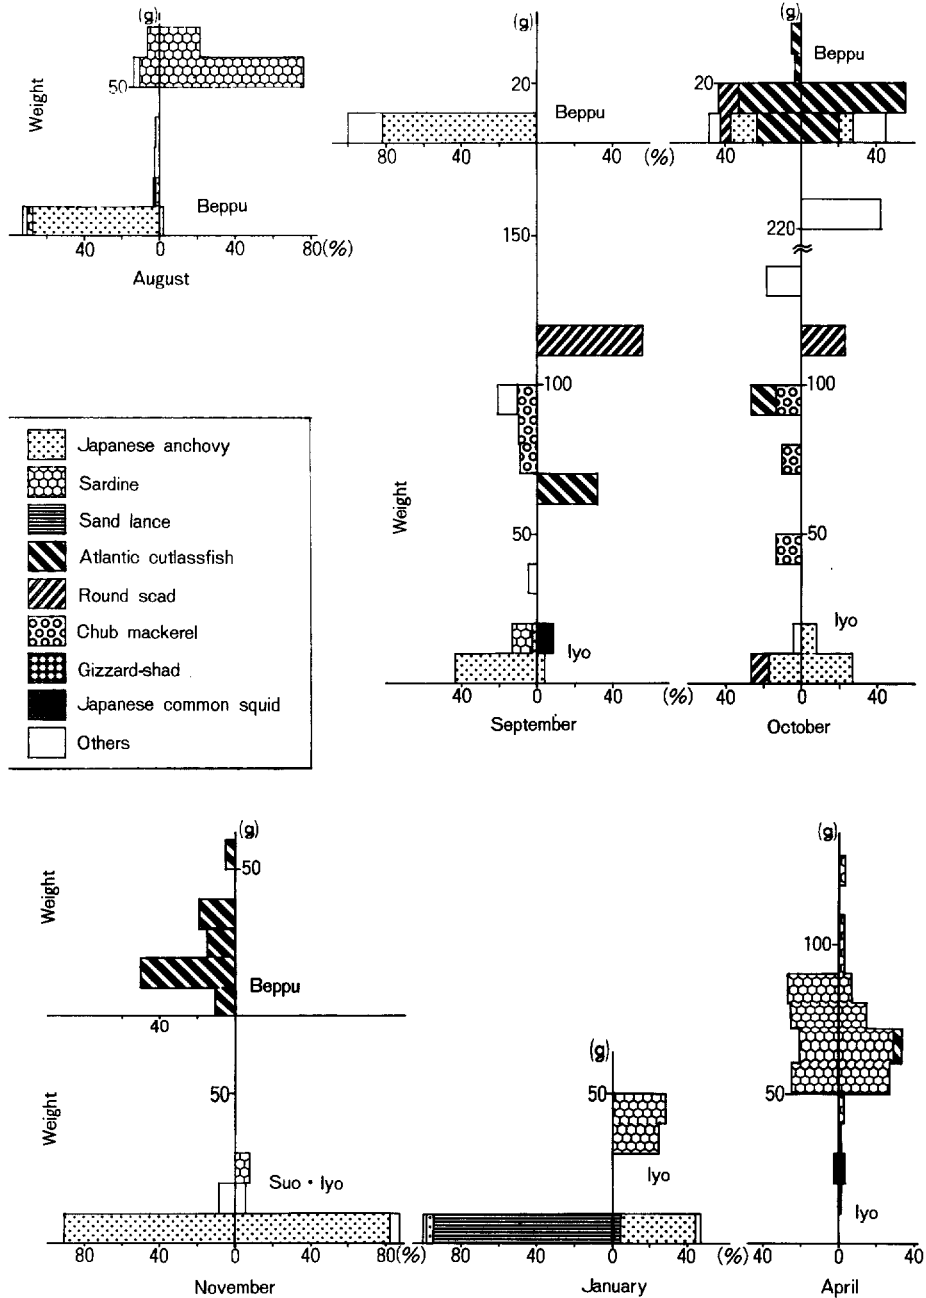 (g)
50
Weight
Beppu
40 0 40 80(%)
August
(g)
20
Beppu
80 40 40 (%)
20
Beppu
40 40
150
100
50
Weight
Iyo
40 0 40 (%)
September
220
100
50
Iyo
0 40
October
Japanese anchovy
Sardine
Sand lance
Atlantic cutlassfish
Round scad
Chub mackerel
Gizzard-shad
Japanese common squid
Others
(g)
50
Weight
Beppu
40
50
Weight
Suo · Iyo
80 40 0 40 80(%)
November
(g)
50
Iyo
80 40 0 40 (%)
January
(g)
100
50
Iyo
40 0 40
April